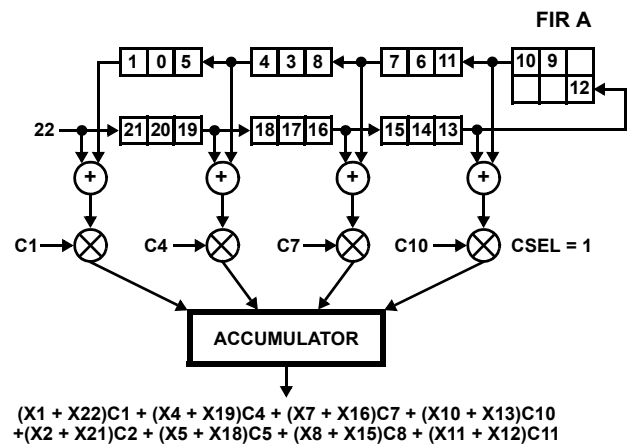 FIR A
1 0 5 4 3 8 7 6 11 10 9
12
22 21 20 19 18 17 16 15 14 13
+ + + +
C1 C4 C7 C10 CSEL = 1
ACCUMULATOR
(X1 + X22)C1 + (X4 + X19)C4 + (X7 + X16)C7 + (X10 + X13)C10
+(X2 + X21)C2 + (X5 + X18)C5 + (X8 + X15)C8 + (X11 + X12)C11